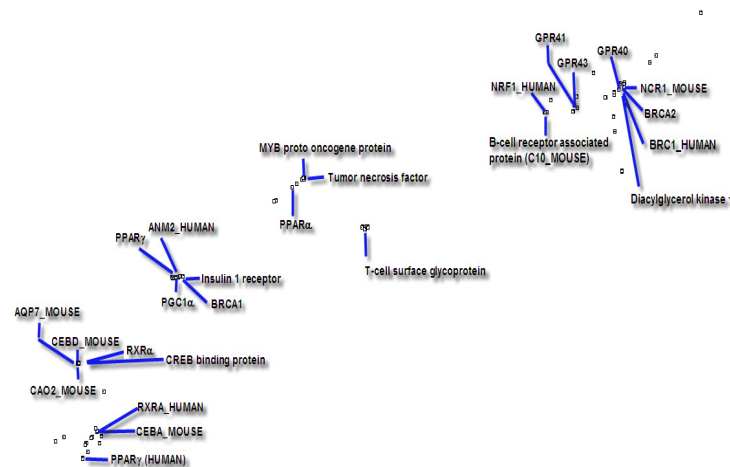 GPR41
GPR43
GPR40
NRF1_HUMAN
NCR1_MOUSE
BRCA2
B-cell receptor associated
protein (C10_MOUSE)
BRC1_HUMAN
Diacylglycerol kinase
MYB proto oncogene protein
Tumor necrosis factor
PPARα
T-cell surface glycoprotein
ANM2_HUMAN
PPARγ
Insulin 1 receptor
PGC1α
BRCA1
AQP7_MOUSE
CEBD_MOUSE
RXRα
CREB binding protein
CAO2_MOUSE
RXRA_HUMAN
CEBA_MOUSE
PPARγ (HUMAN)